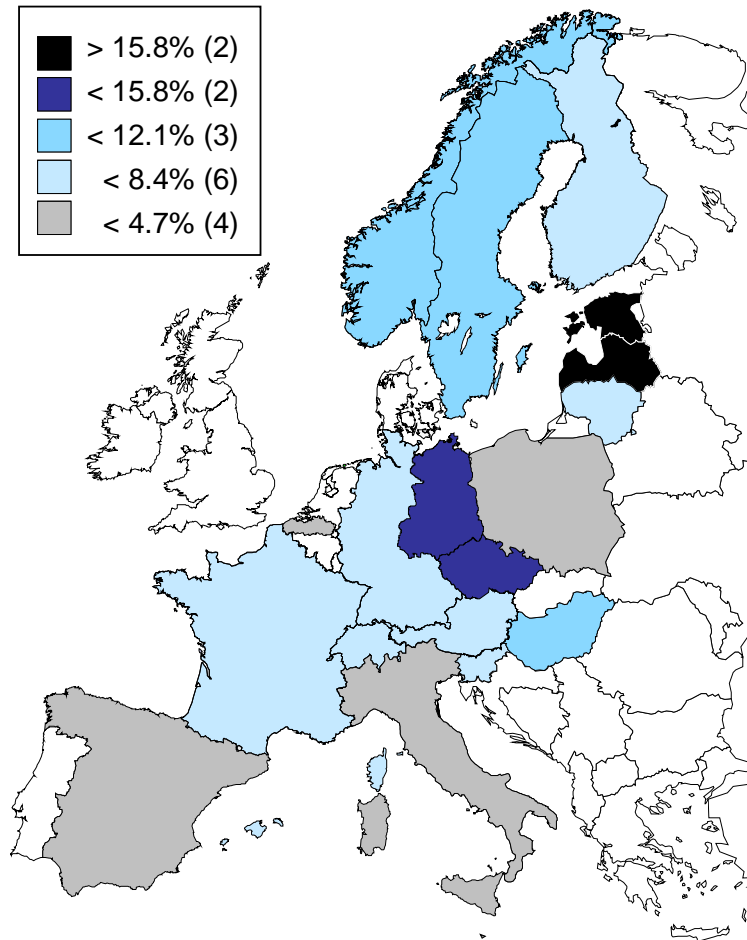 > 15.8% (2)
< 15.8% (2)
< 12.1% (3)
< 8.4% (6)
< 4.7% (4)